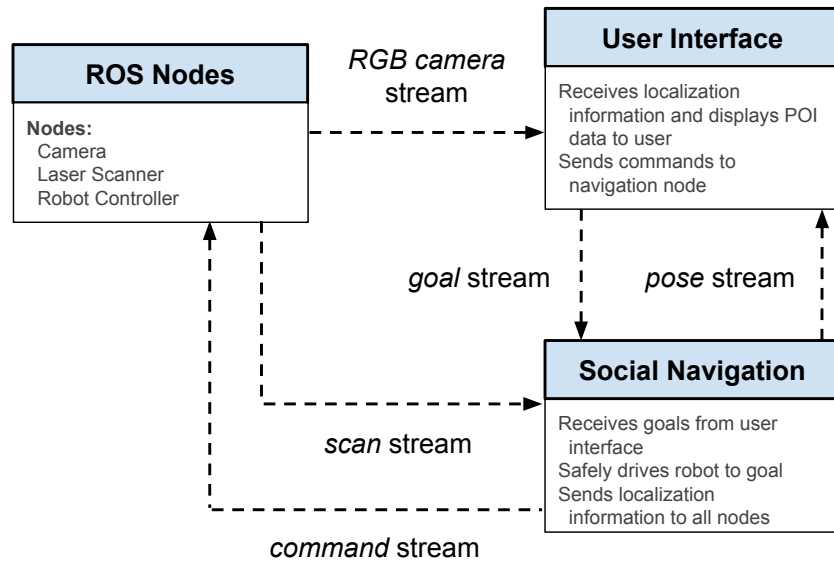 ROS Nodes
Nodes:
Camera
Laser Scanner
Robot Controller
RGB camera
stream
User Interface
Receives localization
information and displays POI
data to user
Sends commands to
navigation node
goal stream
pose stream
Social Navigation
Receives goals from user
interface
Safely drives robot to goal
Sends localization
information to all nodes
scan stream
command stream